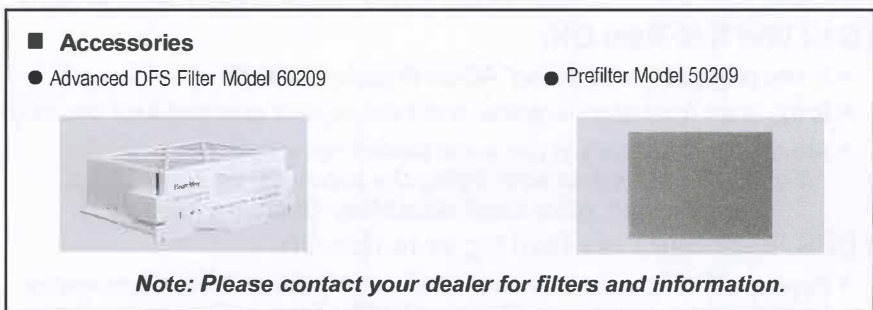 ■ Accessories
● Advanced DFS Filter Model 60209
● Prefilter Model 50209
Note: Please contact your dealer for filters and information.